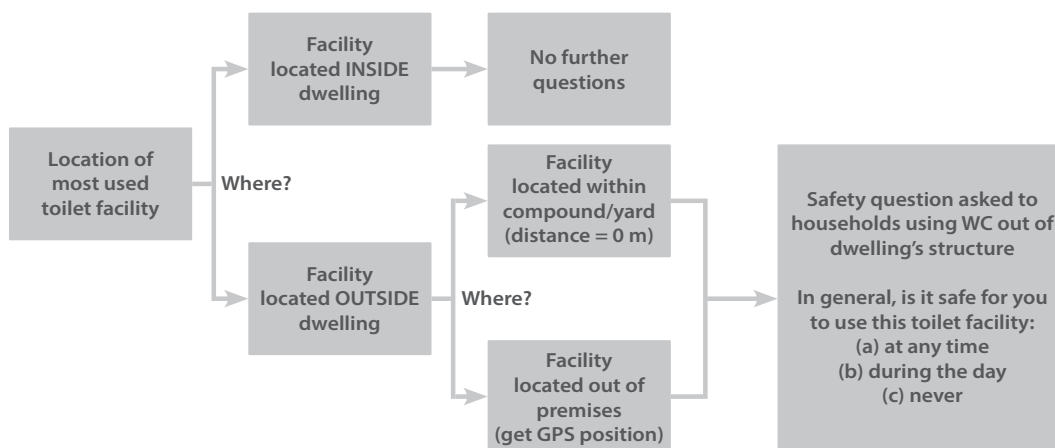 Location of
most used
toilet facility
Where?
Facility
located INSIDE
dwelling
No further
questions
Facility
located OUTSIDE
dwelling
Where?
Facility
located within
compound/yard
(distance = 0 m)
Facility
located out of
premises
(get GPS position)
Safety question asked to
households using WC out of
dwelling’s structure
In general, is it safe for you
to use this toilet facility:
(a) at any time
(b) during the day
(c) never